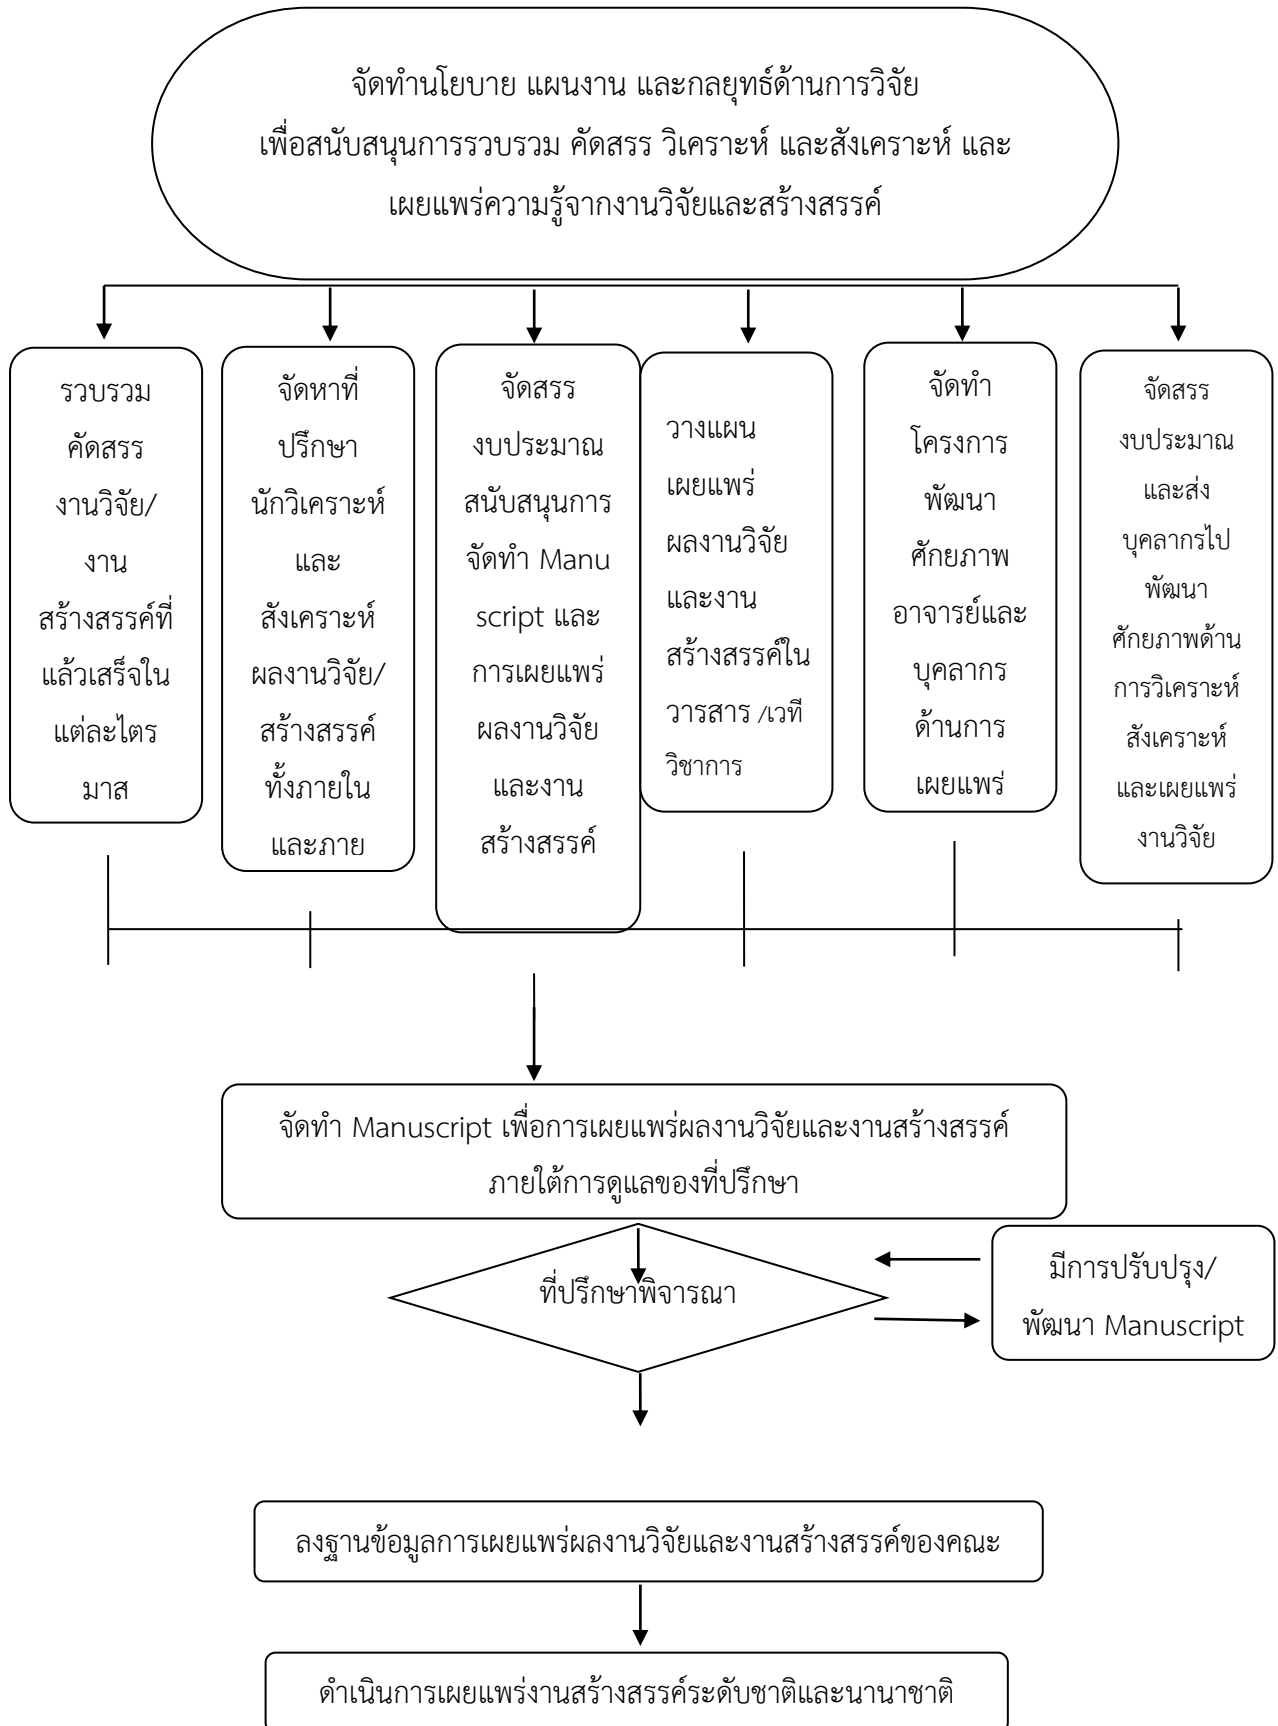 จัดทำนโยบาย แผนงาน และกลยุทธ์ด้านการวิจัย
เพื่อสนับสนุนการรวบรวม คัดสรร วิเคราะห์ และสังเคราะห์ และ
เผยแพร่ความรู้จากงานวิจัยและสร้างสรรค์
รวบรวม
คัดสรร
งานวิจัย/
งาน
สร้างสรรค์ที่
แล้วเสร็จใน
แต่ละไตร
มาส
จัดหาที่
ปรึกษา
นักวิเคราะห์
และ
สังเคราะห์
ผลงานวิจัย/
สร้างสรรค์
ทั้งภายใน
และภาย
จัดสรร
งบประมาณ
สนับสนุนการ
จัดทำ Manu
script และ
การเผยแพร่
ผลงานวิจัย
และงาน
สร้างสรรค์
วางแผน
เผยแพร่
ผลงานวิจัย
และงาน
สร้างสรรค์ใน
วารสาร /เวที
วิชาการ
จัดทำ
โครงการ
พัฒนา
ศักยภาพ
อาจารย์และ
บุคลากร
ด้านการ
เผยแพร่
จัดสรร
งบประมาณ
และส่ง
บุคลากรไป
พัฒนา
ศักยภาพด้าน
การวิเคราะห์
สังเคราะห์
และเผยแพร่
งานวิจัย
จัดทำ Manuscript เพื่อการเผยแพร่ผลงานวิจัยและงานสร้างสรรค์
ภายใต้การดูแลของที่ปรึกษา
ที่ปรึกษาพิจารณา
มีการปรับปรุง/
พัฒนา Manuscript
ลงฐานข้อมูลการเผยแพร่ผลงานวิจัยและงานสร้างสรรค์ของคณะ
ดำเนินการเผยแพร่งานสร้างสรรค์ระดับชาติและนานาชาติ